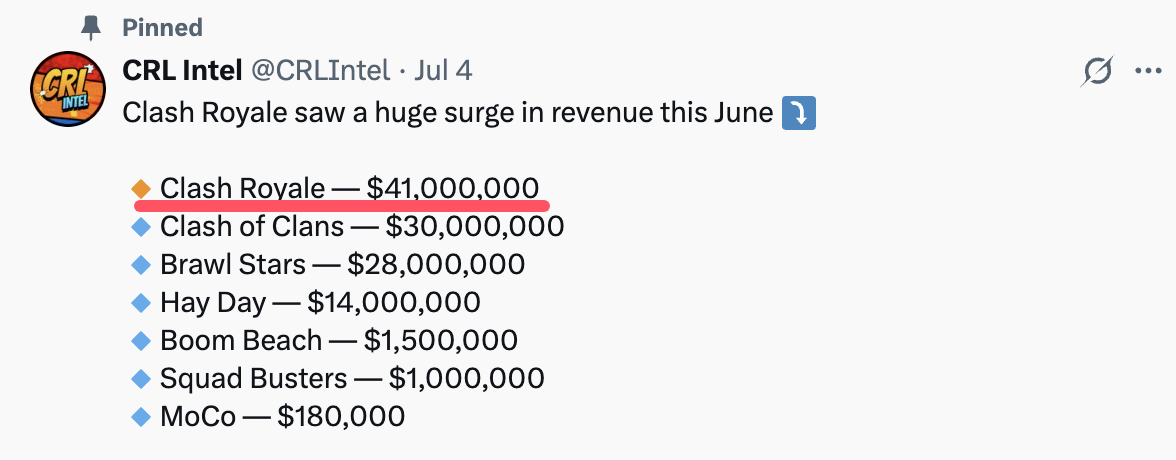 Pinned
CRL INTEL
CRL Intel @CRLIntel · Jul 4
Clash Royale saw a huge surge in revenue this June ⤵️
🔸 Clash Royale — $41,000,000
🔹 Clash of Clans — $30,000,000
🔹 Brawl Stars — $28,000,000
🔹 Hay Day — $14,000,000
🔹 Boom Beach — $1,500,000
🔹 Squad Busters — $1,000,000
🔹 MoCo — $180,000